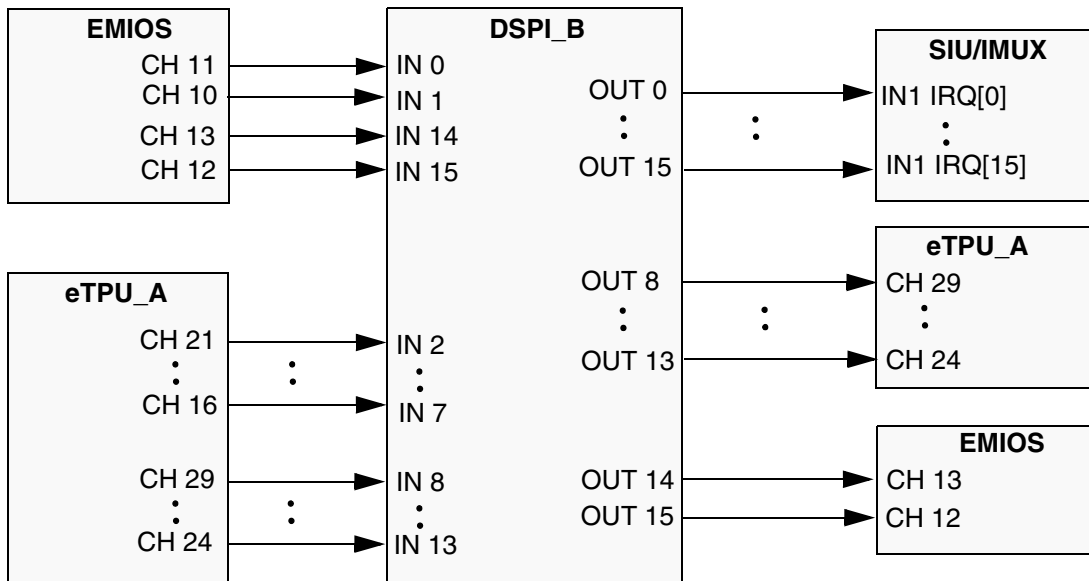 EMIOS
CH 11
CH 10
CH 13
CH 12
eTPU_A
CH 21
CH 16
CH 29
CH 24
DSPI_B
IN 0
IN 1
IN 14
IN 15
IN 2
IN 7
IN 8
IN 13
OUT 0
OUT 15
OUT 8
OUT 13
OUT 14
OUT 15
SIU/IMUX
IN1 IRQ[0]
IN1 IRQ[15]
eTPU_A
CH 29
CH 24
EMIOS
CH 13
CH 12